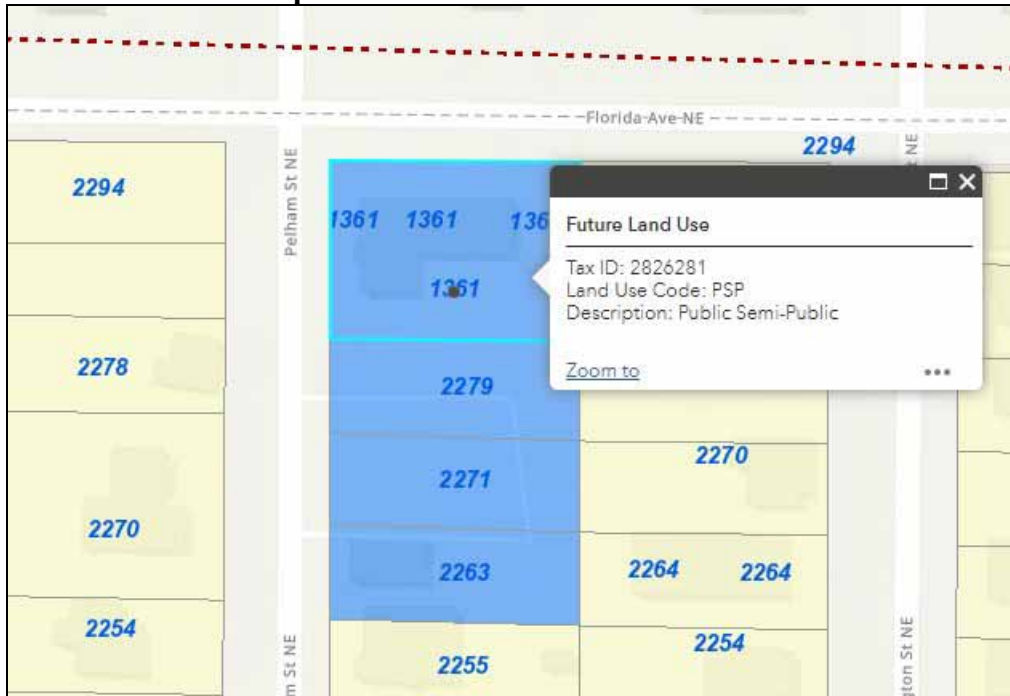 Florida Ave NE
2294
NE
2294
Pelham St NE
1361 1361 136
Future Land Use
Tax ID: 2826281
Land Use Code: PSP
Description: Public Semi-Public
1361
Zoom to
2278
2279
2270
2271
2270
2263
2264 2264
2254
2254
2255
St NE
St NE